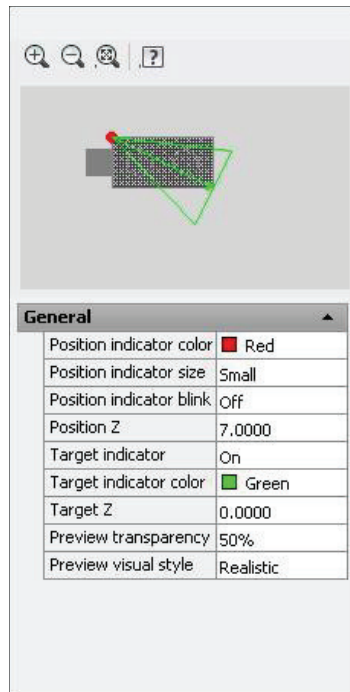 ?
General
Position indicator color Red
Position indicator size Small
Position indicator blink Off
Position Z 7.0000
Target indicator On
Target indicator color Green
Target Z 0.0000
Preview transparency 50%
Preview visual style Realistic